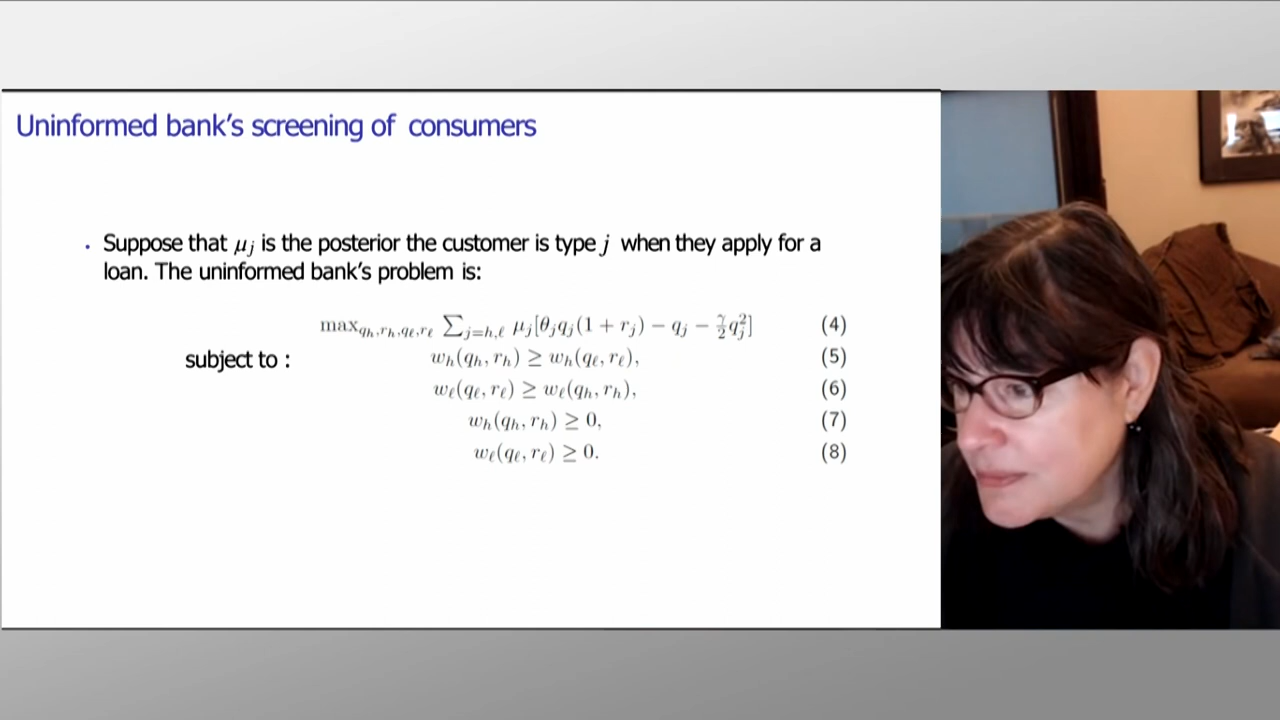 Uninformed bank's screening of consumers
• Suppose that μ_j is the posterior the customer is type j when they apply for a
loan. The uninformed bank's problem is:
max_{q_h,r_h,q_ℓ,r_ℓ} ∑_{j=h,ℓ} μ_j[θ_j q_j(1 + r_j) − q_j − γ/2 q_j^2] (4)
subject to : w_h(q_h, r_h) ≥ w_h(q_ℓ, r_ℓ), (5)
w_ℓ(q_ℓ, r_ℓ) ≥ w_ℓ(q_h, r_h), (6)
w_h(q_h, r_h) ≥ 0, (7)
w_ℓ(q_ℓ, r_ℓ) ≥ 0. (8)